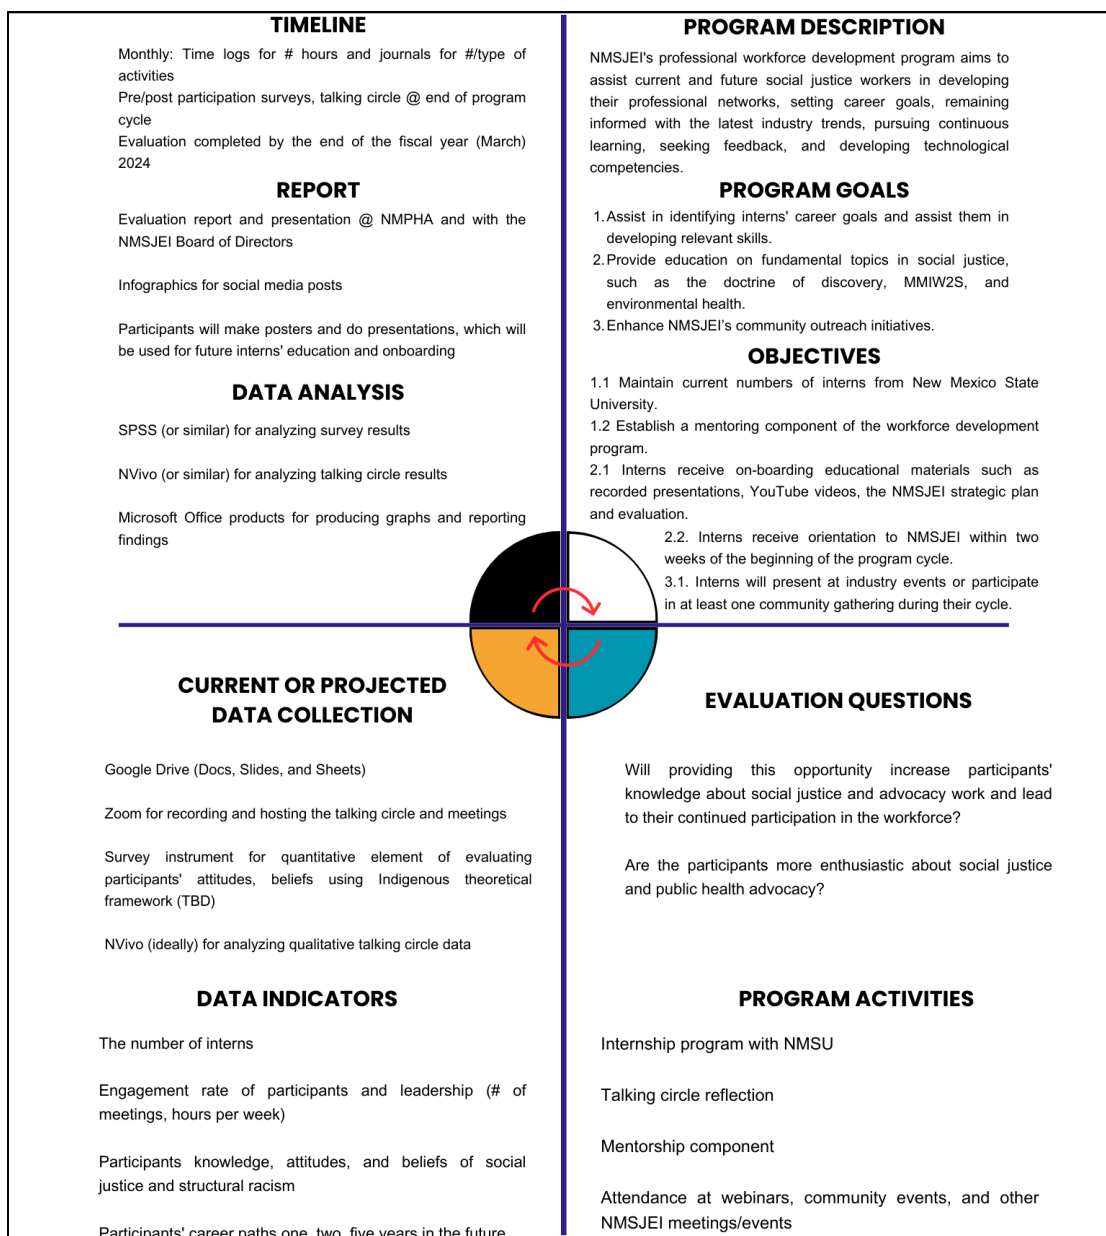 TIMELINE
Monthly: Time logs for # hours and journals for #/type of
activities
Pre/post participation surveys, talking circle @ end of program
cycle
Evaluation completed by the end of the fiscal year (March)
2024
REPORT
Evaluation report and presentation @ NMPHA and with the
NMSJEI Board of Directors
Infographics for social media posts
Participants will make posters and do presentations, which will
be used for future interns' education and onboarding
DATA ANALYSIS
SPSS (or similar) for analyzing survey results
NVivo (or similar) for analyzing talking circle results
Microsoft Office products for producing graphs and reporting
findings
PROGRAM DESCRIPTION
NMSJEI's professional workforce development program aims to
assist current and future social justice workers in developing
their professional networks, setting career goals, remaining
informed with the latest industry trends, pursuing continuous
learning, seeking feedback, and developing technological
competencies.
PROGRAM GOALS
1. Assist in identifying interns' career goals and assist them in
developing relevant skills.
2. Provide education on fundamental topics in social justice,
such as the doctrine of discovery, MMIW2S, and
environmental health.
3. Enhance NMSJEI's community outreach initiatives.
OBJECTIVES
1.1 Maintain current numbers of interns from New Mexico State
University.
1.2 Establish a mentoring component of the workforce development
program.
2.1 Interns receive on-boarding educational materials such as
recorded presentations, YouTube videos, the NMSJEI strategic plan
and evaluation.
2.2. Interns receive orientation to NMSJEI within two
weeks of the beginning of the program cycle.
3.1. Interns will present at industry events or participate
in at least one community gathering during their cycle.
CURRENT OR PROJECTED
DATA COLLECTION
Google Drive (Docs, Slides, and Sheets)
Zoom for recording and hosting the talking circle and meetings
Survey instrument for quantitative element of evaluating
participants' attitudes, beliefs using Indigenous theoretical
framework (TBD)
NVivo (ideally) for analyzing qualitative talking circle data
DATA INDICATORS
The number of interns
Engagement rate of participants and leadership (# of
meetings, hours per week)
Participants knowledge, attitudes, and beliefs of social
justice and structural racism
Participants' career paths one, two, five years in the future
EVALUATION QUESTIONS
Will providing this opportunity increase participants'
knowledge about social justice and advocacy work and lead
to their continued participation in the workforce?
Are the participants more enthusiastic about social justice
and public health advocacy?
PROGRAM ACTIVITIES
Internship program with NMSU
Talking circle reflection
Mentorship component
Attendance at webinars, community events, and other
NMSJEI meetings/events